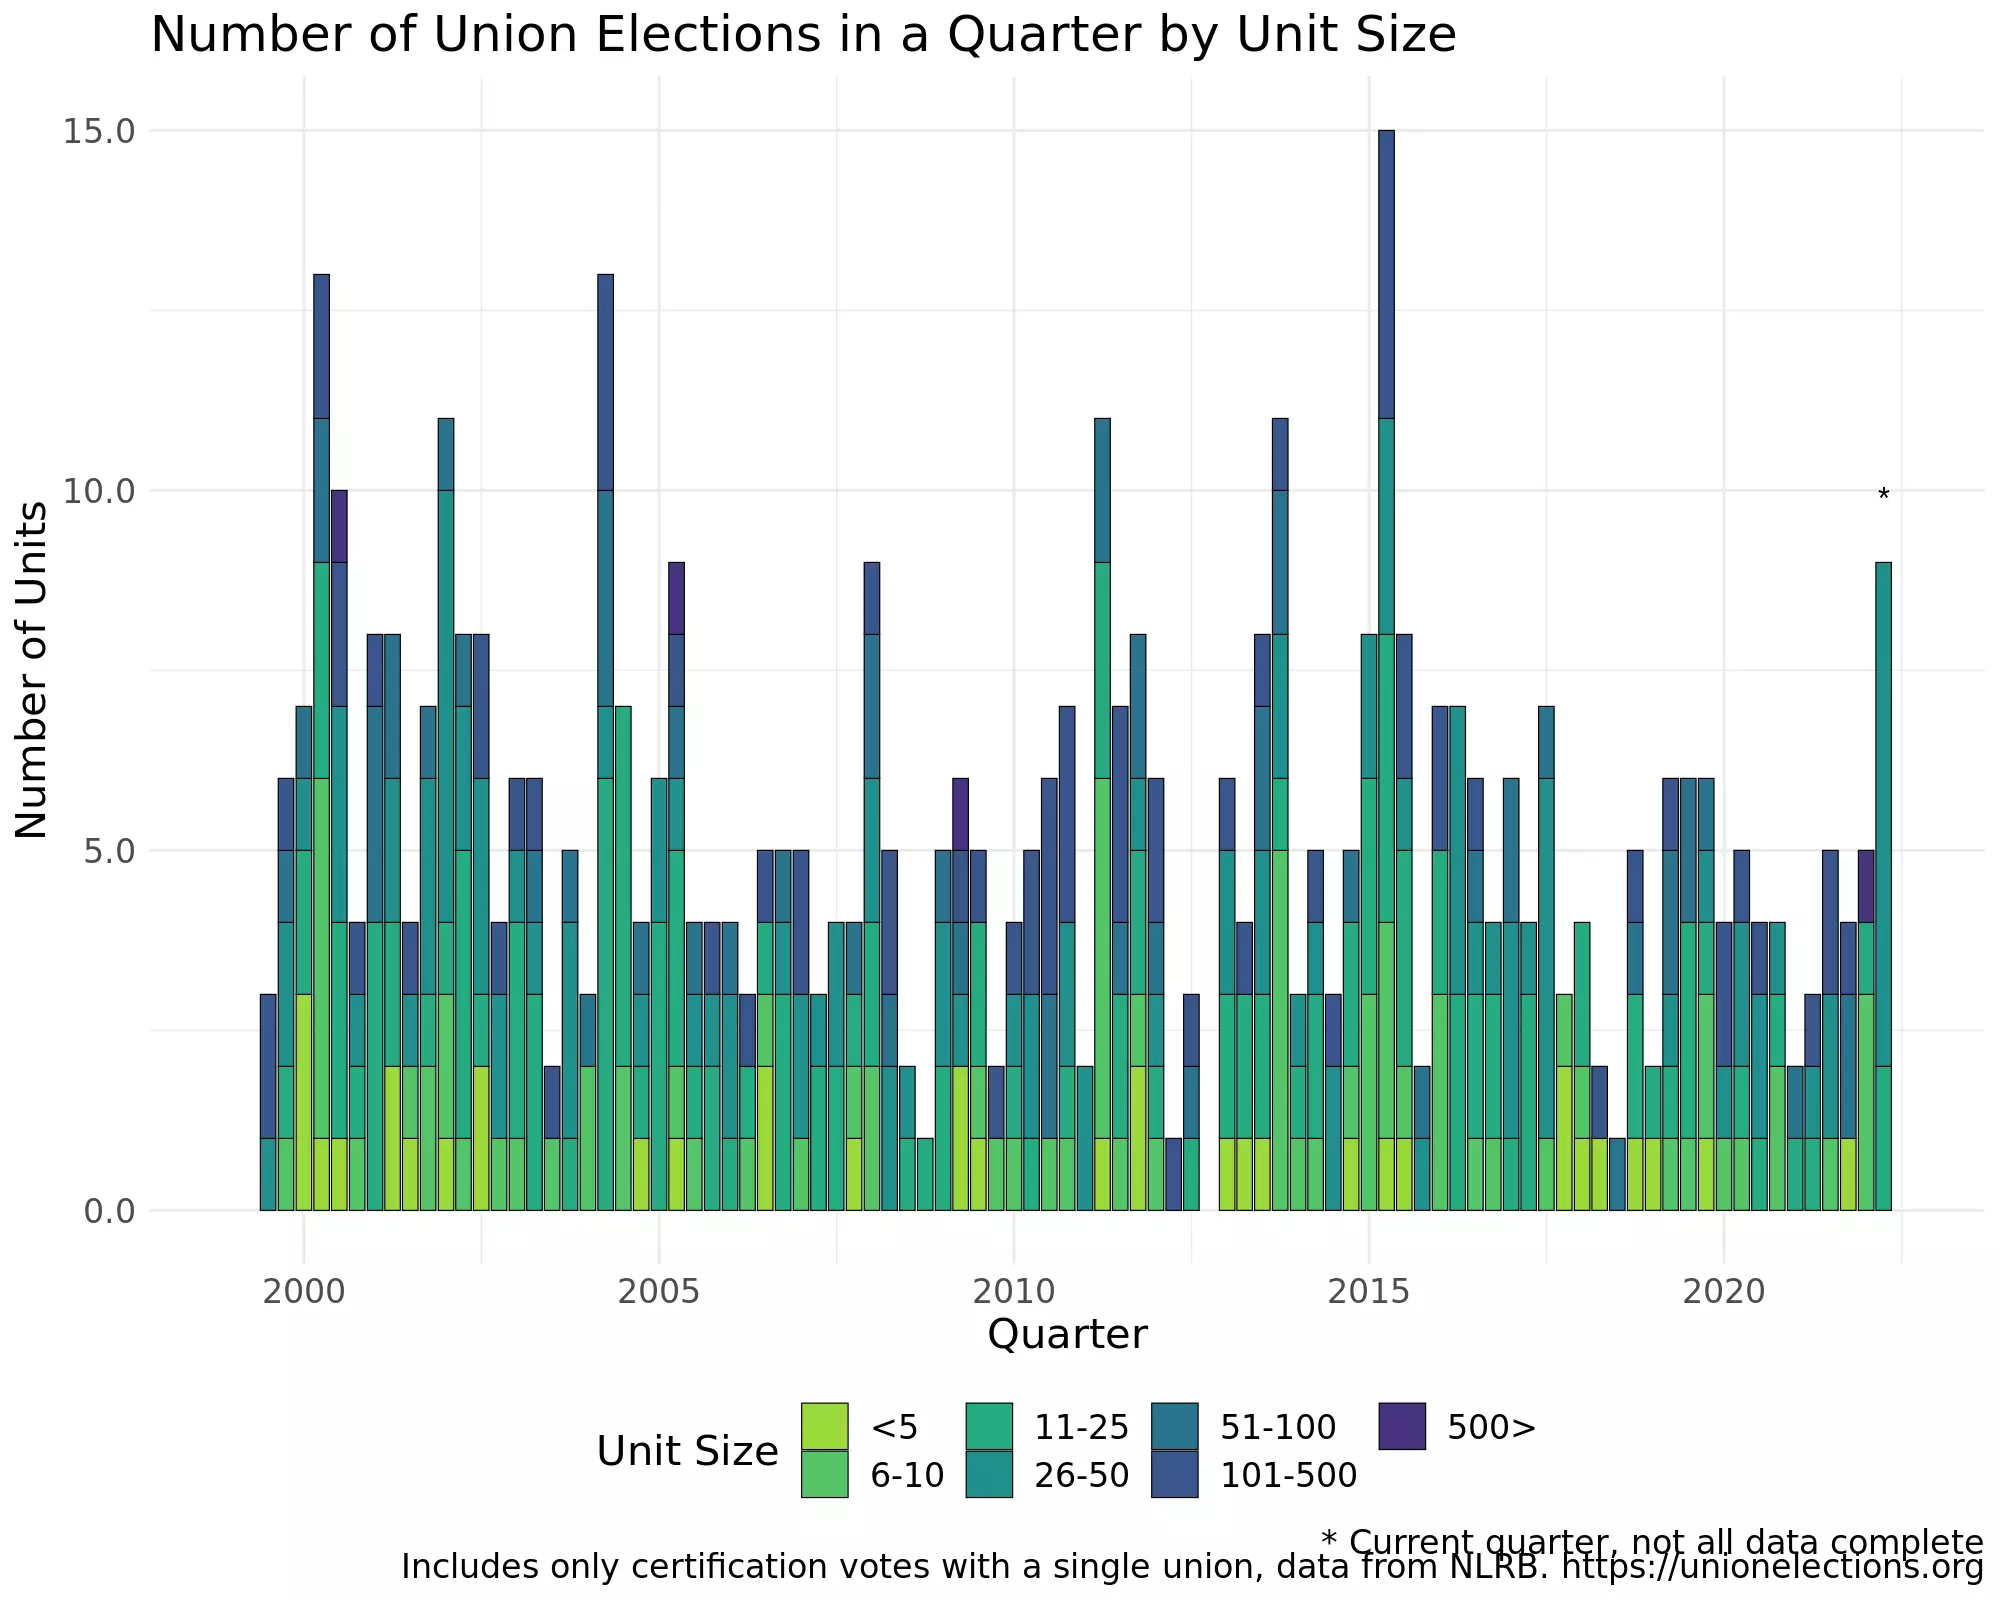 Number of Union Elections in a Quarter by Unit Size
Number of Units
15.0
10.0
5.0
0.0
*
2000 2005 2010 2015 2020
Quarter
Unit Size
<5 11-25 51-100 500>
6-10 26-50 101-500
* Current quarter, not all data complete
Includes only certification votes with a single union, data from NLRB. https://unionelections.org